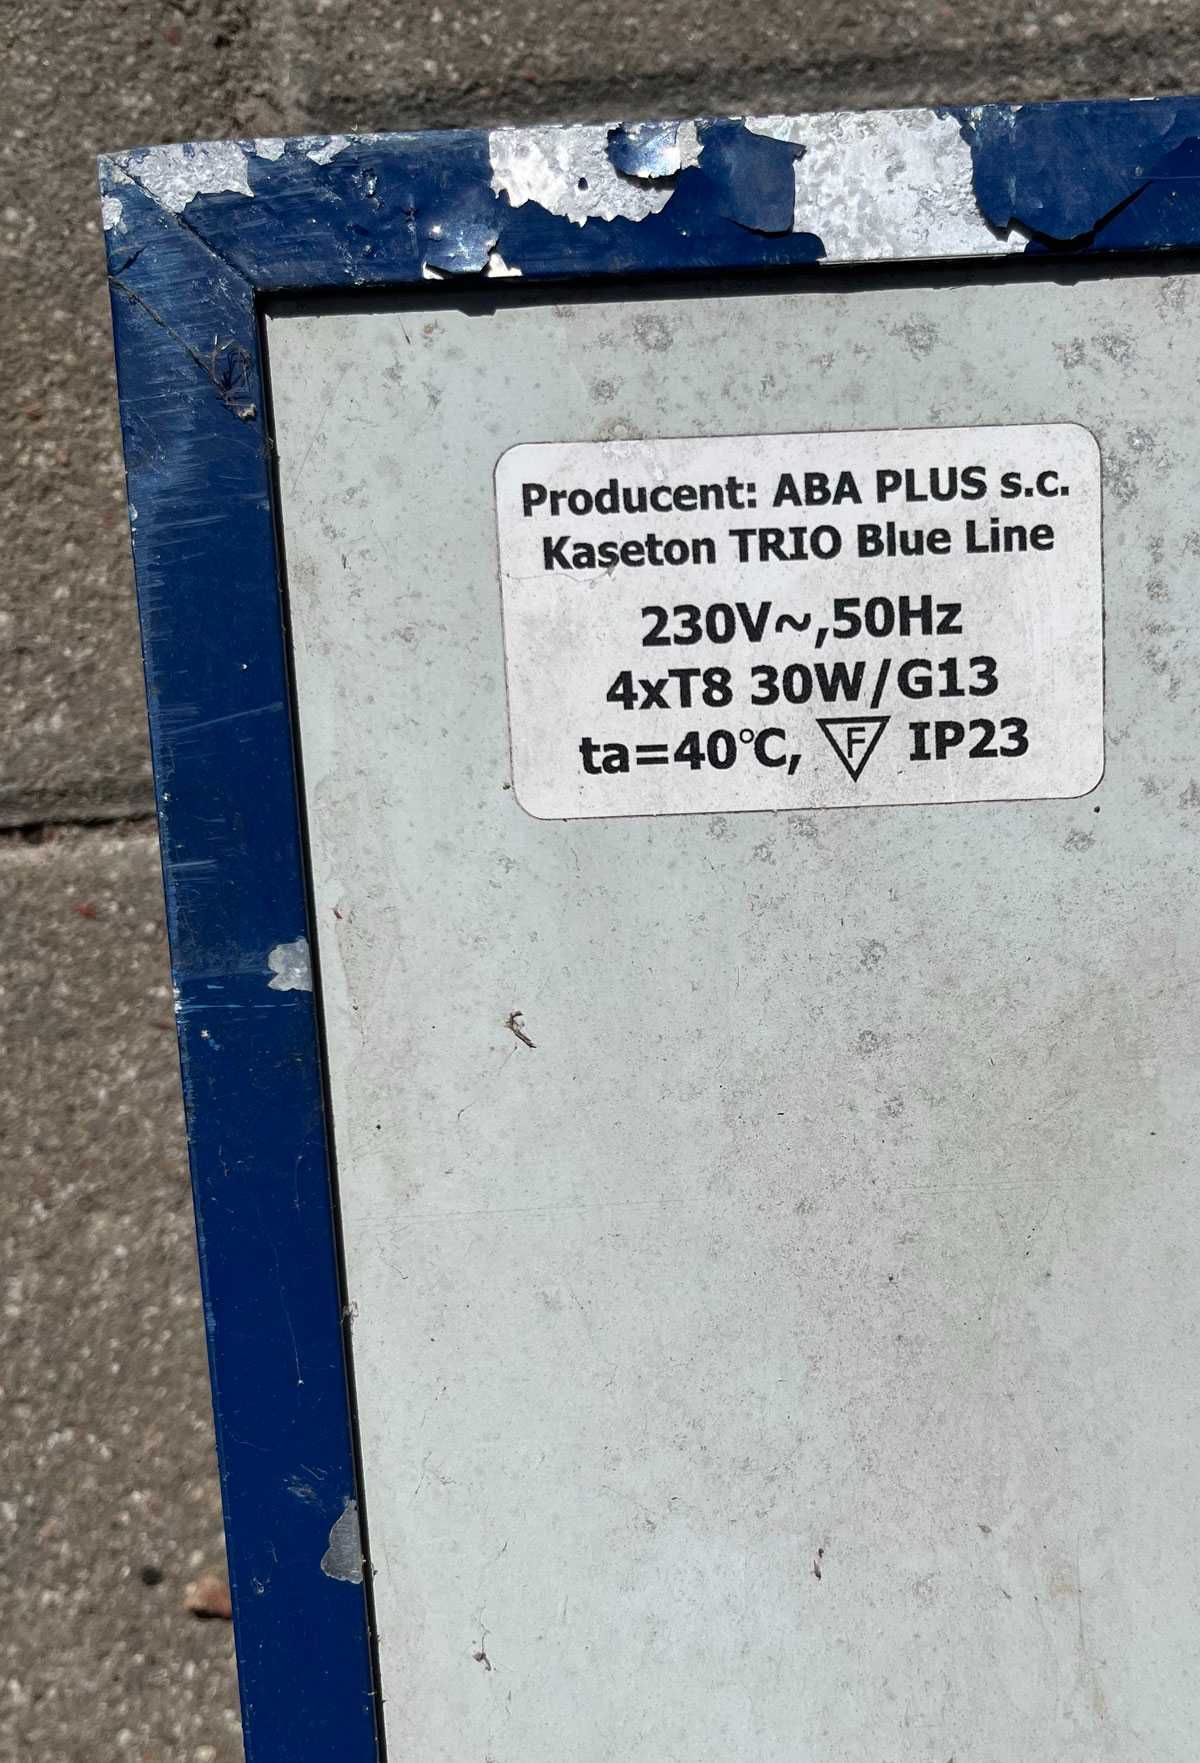 Producent: ABA PLUS s.c.
Kaseton TRIO Blue Line
230V~,50Hz
4xT8 30W/G13
ta=40℃, F IP23